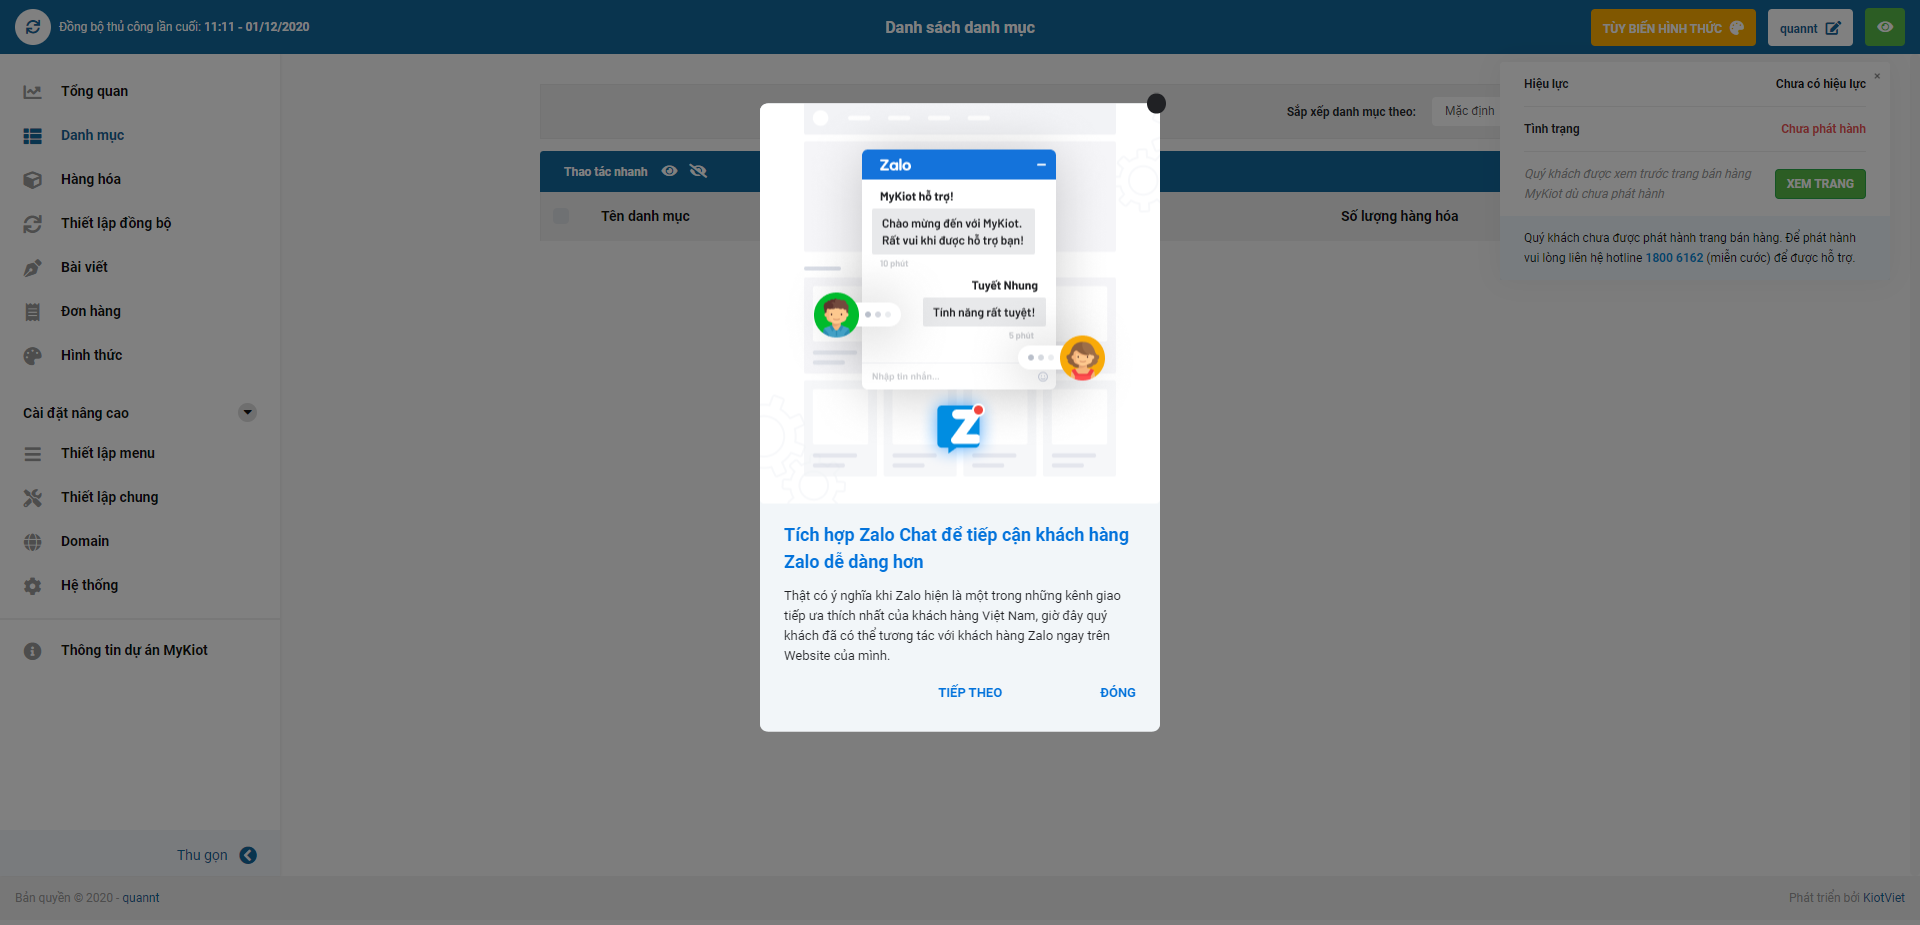 Đồng bộ thủ công lần cuối: 11:11 - 01/12/2020
Danh sách danh mục
TÙY BIẾN HÌNH THỨC
quannt
Tổng quan
Danh mục
Hàng hóa
Thiết lập đồng bộ
Bài viết
Đơn hàng
Hình thức
Cài đặt nâng cao
Thiết lập menu
Thiết lập chung
Domain
Hệ thống
Thông tin dự án MyKiot
Thu gọn
Sắp xếp danh mục theo:
Mặc định
Thao tác nhanh
Tên danh mục
Số lượng hàng hóa
Hiệu lực
Chưa có hiệu lực
×
Tình trạng
Chưa phát hành
Quý khách được xem trước trang bán hàng
MyKiot dù chưa phát hành
XEM TRANG
Quý khách chưa được phát hành trang bán hàng. Để phát hành
vui lòng liên hệ hotline 1800 6162 (miễn cước) để được hỗ trợ.
Zalo
MyKiot hỗ trợ!
Chào mừng đến với MyKiot.
Rất vui khi được hỗ trợ bạn!
10 phút
Tuyết Nhung
Tính năng rất tuyệt!
5 phút
Nhập tin nhắn...
Z
Tích hợp Zalo Chat để tiếp cận khách hàng
Zalo dễ dàng hơn
Thật có ý nghĩa khi Zalo hiện là một trong những kênh giao
tiếp ưa thích nhất của khách hàng Việt Nam, giờ đây quý
khách đã có thể tương tác với khách hàng Zalo ngay trên
Website của mình.
TIẾP THEO
ĐÓNG
Bản quyền © 2020 - quannt
Phát triển bởi KiotViet